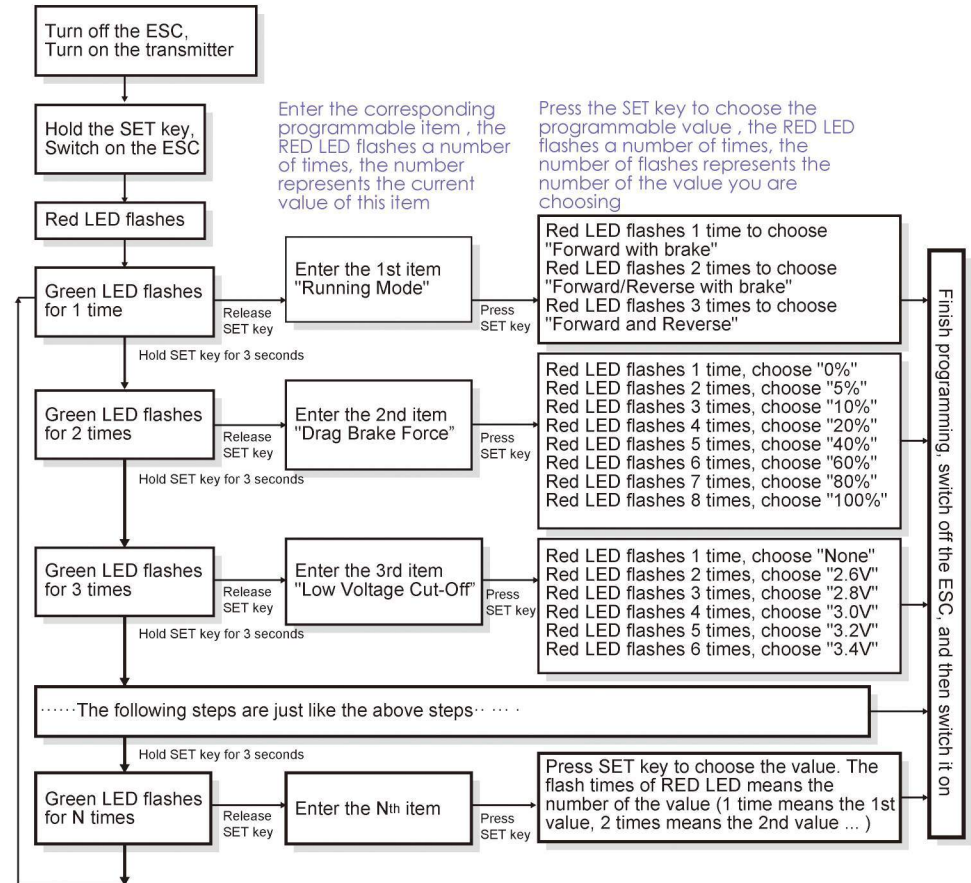 Turn off the ESC,
Turn on the transmitter
Hold the SET key,
Switch on the ESC
Enter the corresponding
programmable item , the
RED LED flashes a number
of times, the number
represents the current
value of this item
Press the SET key to choose the
programmable value , the RED LED
flashes a number of times, the
number of flashes represents the
number of the value you are
choosing
Red LED flashes
Green LED flashes
for 1 time
Release
SET key
Enter the 1st item
"Running Mode"
Press
SET key
Red LED flashes 1 time to choose
"Forward with brake"
Red LED flashes 2 times to choose
"Forward/Reverse with brake"
Red LED flashes 3 times to choose
"Forward and Reverse"
Hold SET key for 3 seconds
Green LED flashes
for 2 times
Release
SET key
Enter the 2nd item
"Drag Brake Force"
Press
SET key
Red LED flashes 1 time, choose "0%"
Red LED flashes 2 times, choose "5%"
Red LED flashes 3 times, choose "10%"
Red LED flashes 4 times, choose "20%"
Red LED flashes 5 times, choose "40%"
Red LED flashes 6 times, choose "60%"
Red LED flashes 7 times, choose "80%"
Red LED flashes 8 times, choose "100%"
Hold SET key for 3 seconds
Green LED flashes
for 3 times
Release
SET key
Enter the 3rd item
"Low Voltage Cut-Off"
Press
SET key
Red LED flashes 1 time, choose "None"
Red LED flashes 2 times, choose "2.6V"
Red LED flashes 3 times, choose "2.8V"
Red LED flashes 4 times, choose "3.0V"
Red LED flashes 5 times, choose "3.2V"
Red LED flashes 6 times, choose "3.4V"
Hold SET key for 3 seconds
······The following steps are just like the above steps·· ··· ·
Hold SET key for 3 seconds
Green LED flashes
for N times
Release
SET key
Enter the Nth item
Press
SET key
Press SET key to choose the value. The
flash times of RED LED means the
number of the value (1 time means the 1st
value, 2 times means the 2nd value ... )
Finish programming, switch off the ESC, and then switch it on